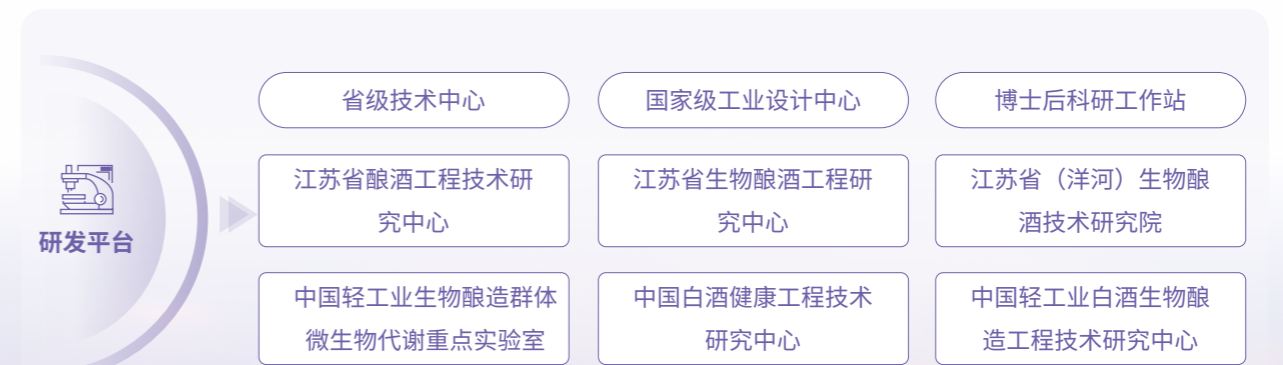 研发平台
省级技术中心
国家级工业设计中心
博士后科研工作站
江苏省酿酒工程技术研
究中心
江苏省生物酿酒工程研
究中心
江苏省（洋河）生物酿
酒技术研究院
中国轻工业生物酿造群体
微生物代谢重点实验室
中国白酒健康工程技术
研究中心
中国轻工业白酒生物酿
造工程技术研究中心